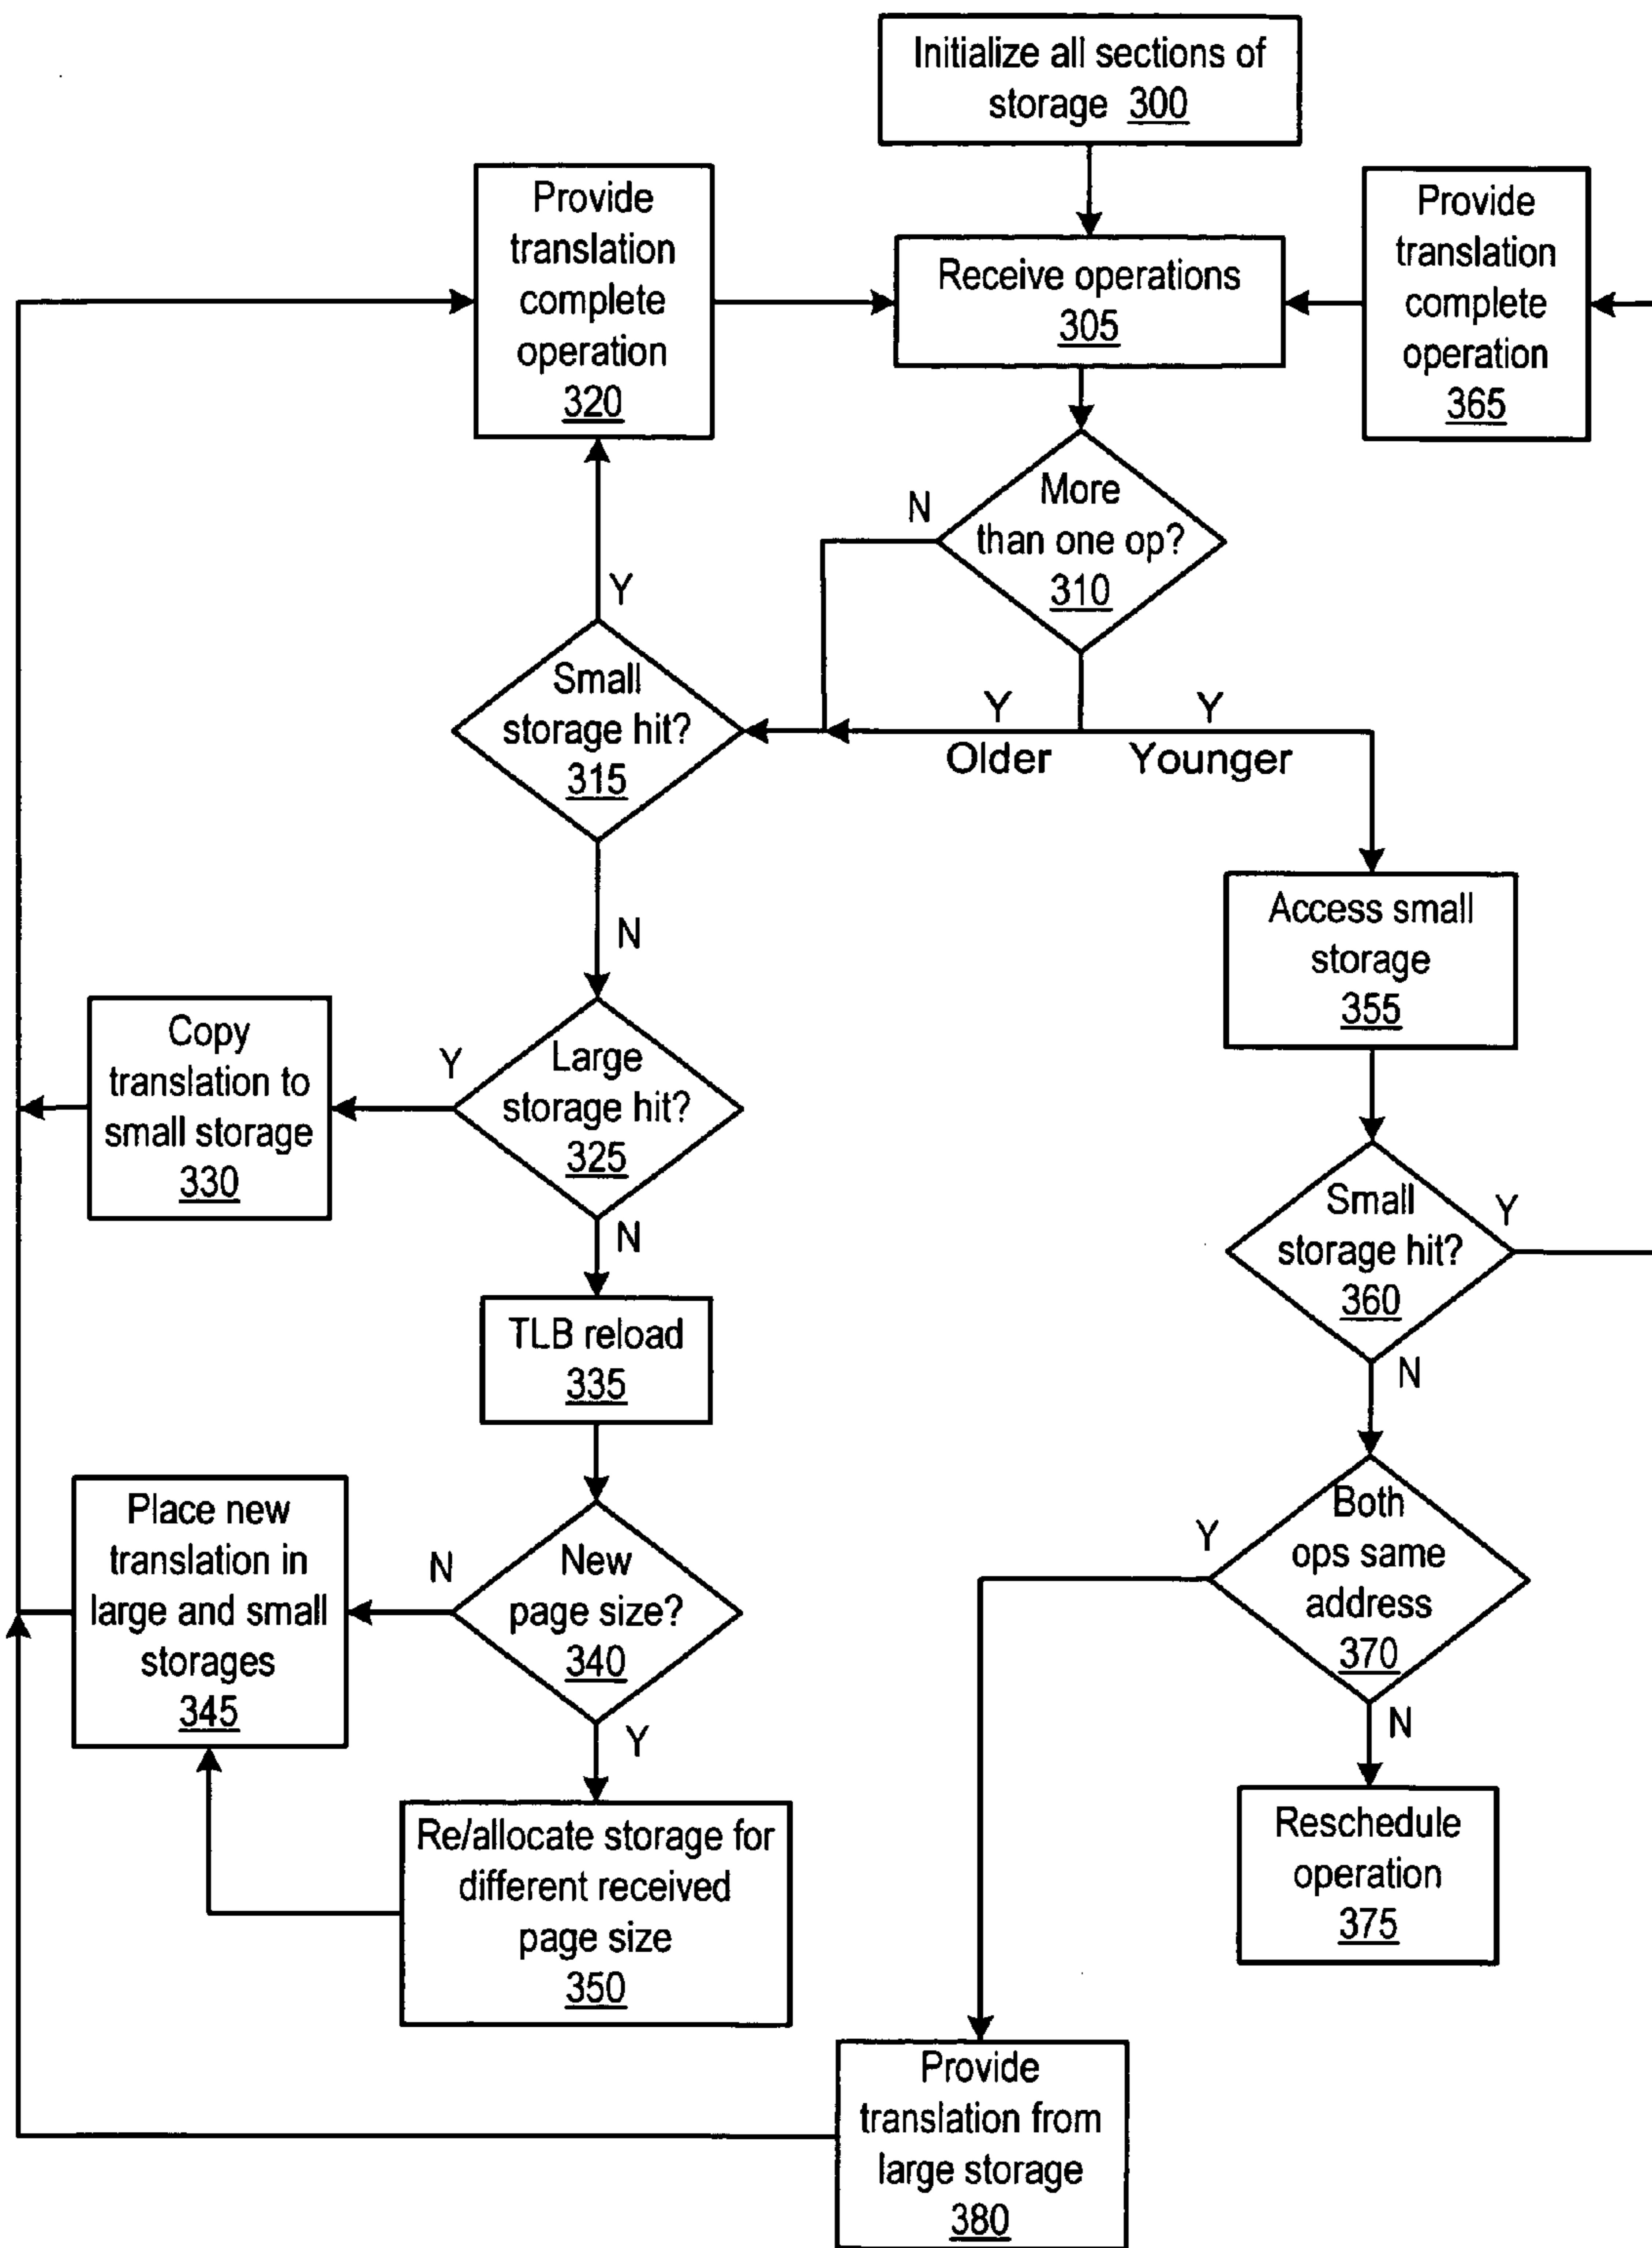 Initialize all sections of
storage 300
Provide
translation
complete
operation
320
Receive operations
305
Provide
translation
complete
operation
365
More
than one op?
310
N
Y
Small
storage hit?
315
Y
Older
Y
Younger
N
Access small
storage
355
Copy
translation to
small storage
330
Y
Large
storage hit?
325
N
Small
storage hit?
360
Y
N
TLB reload
335
Place new
translation in
large and small
storages
345
N
New
page size?
340
Y
Y
Both
ops same
address
370
N
Re/allocate storage for
different received
page size
350
Reschedule
operation
375
Provide
translation from
large storage
380